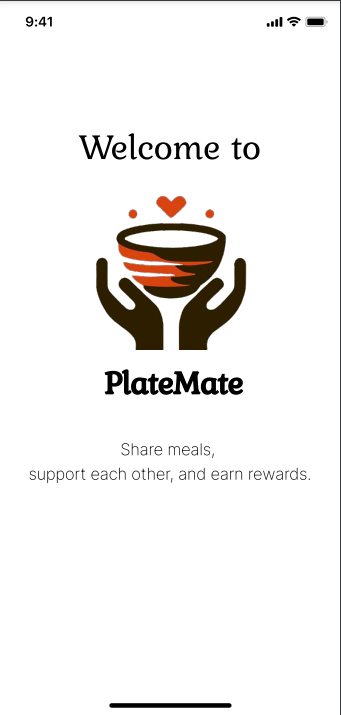 9:41
Welcome to
PlateMate
Share meals,
support each other, and earn rewards.